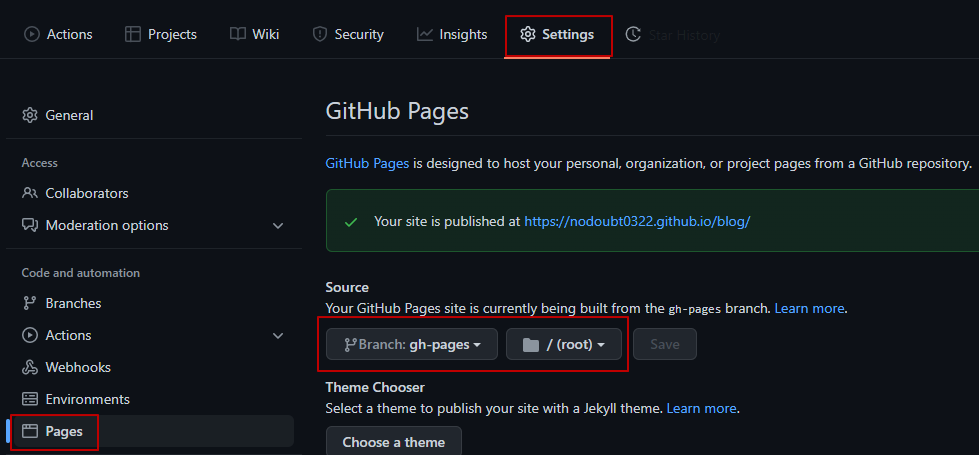 Actions Projects Wiki Security Insights Settings Star History
General
Access
Collaborators
Moderation options
Code and automation
Branches
Actions
Webhooks
Environments
Pages
GitHub Pages
GitHub Pages is designed to host your personal, organization, or project pages from a GitHub repository.
Your site is published at https://nodoubt0322.github.io/blog/
Source
Your GitHub Pages site is currently being built from the gh-pages branch. Learn more.
Branch: gh-pages / (root) Save
Theme Chooser
Select a theme to publish your site with a Jekyll theme. Learn more.
Choose a theme